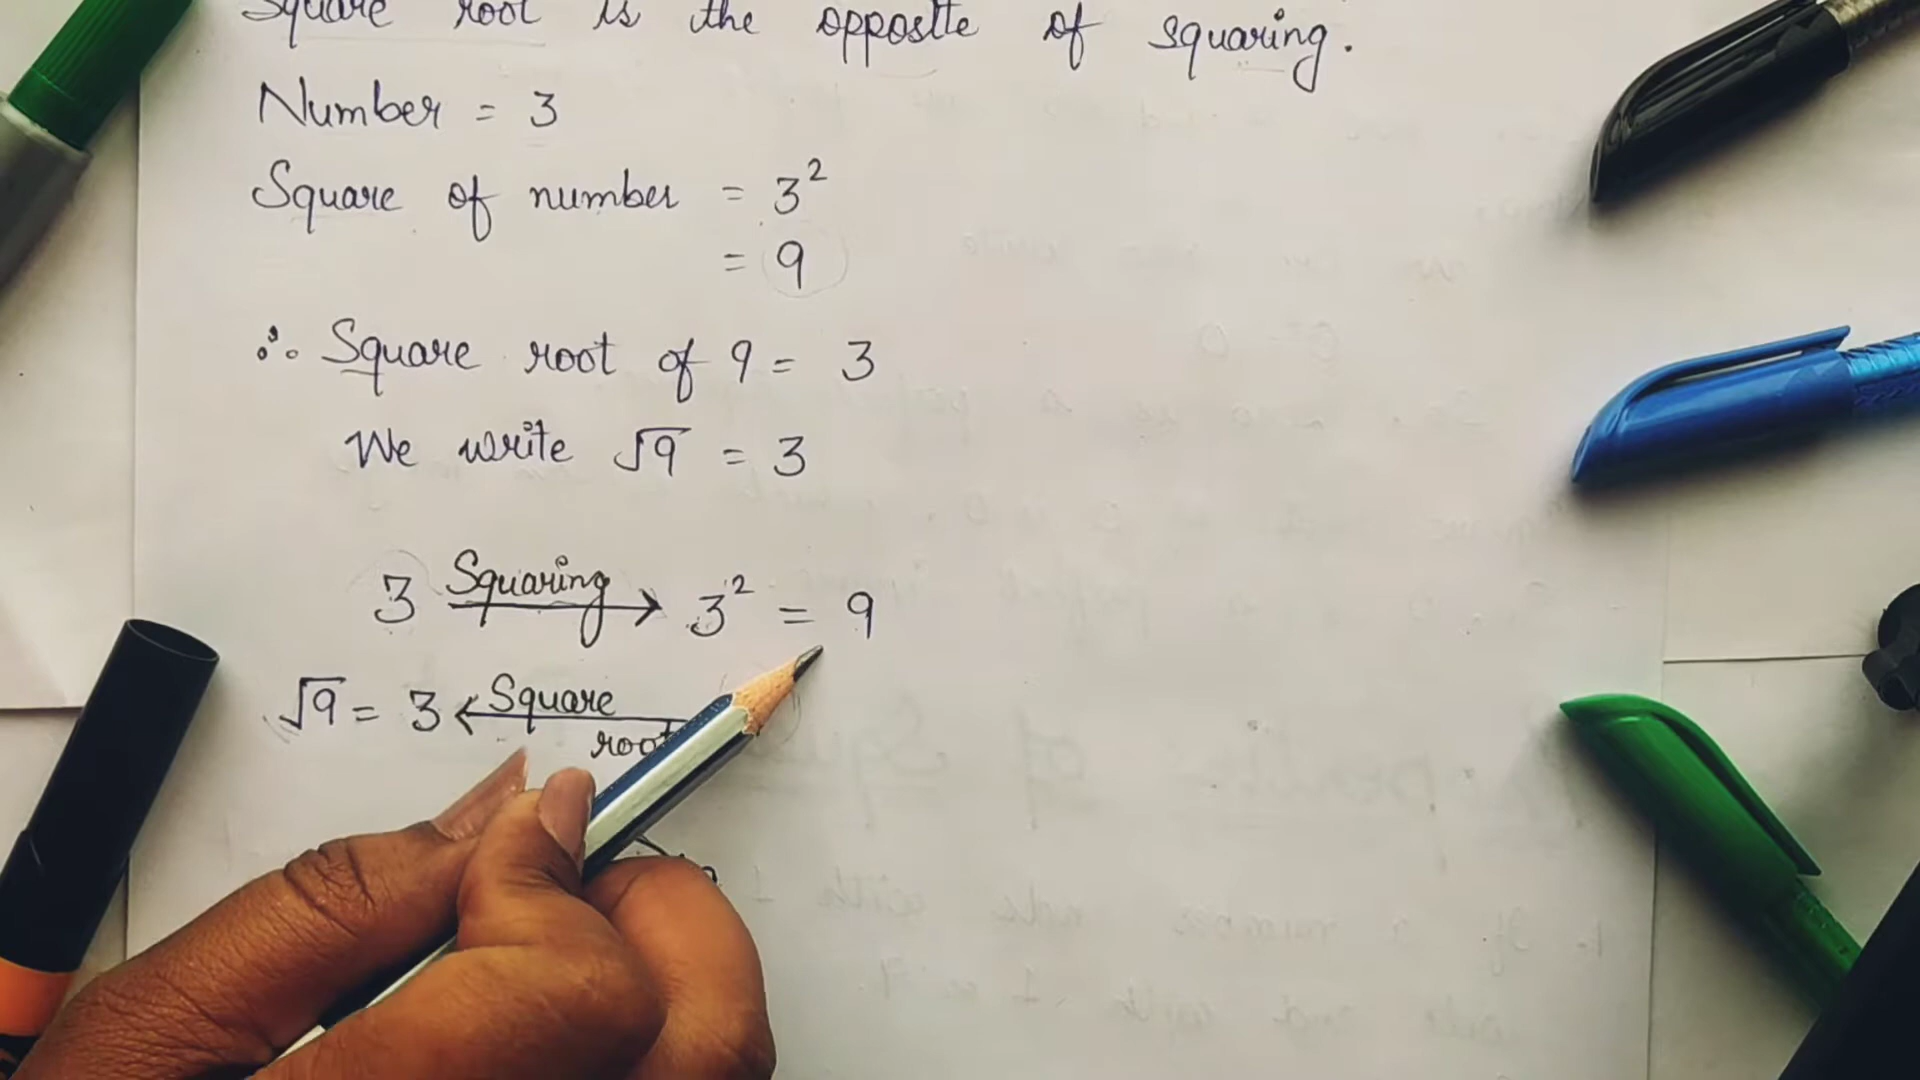 Square root is the opposite of squaring.
Number = 3
Square of number = 3²
= 9
∴ Square root of 9 = 3
We write √9 = 3
3 Squaring → 3² = 9
√9 = 3 ← Square root